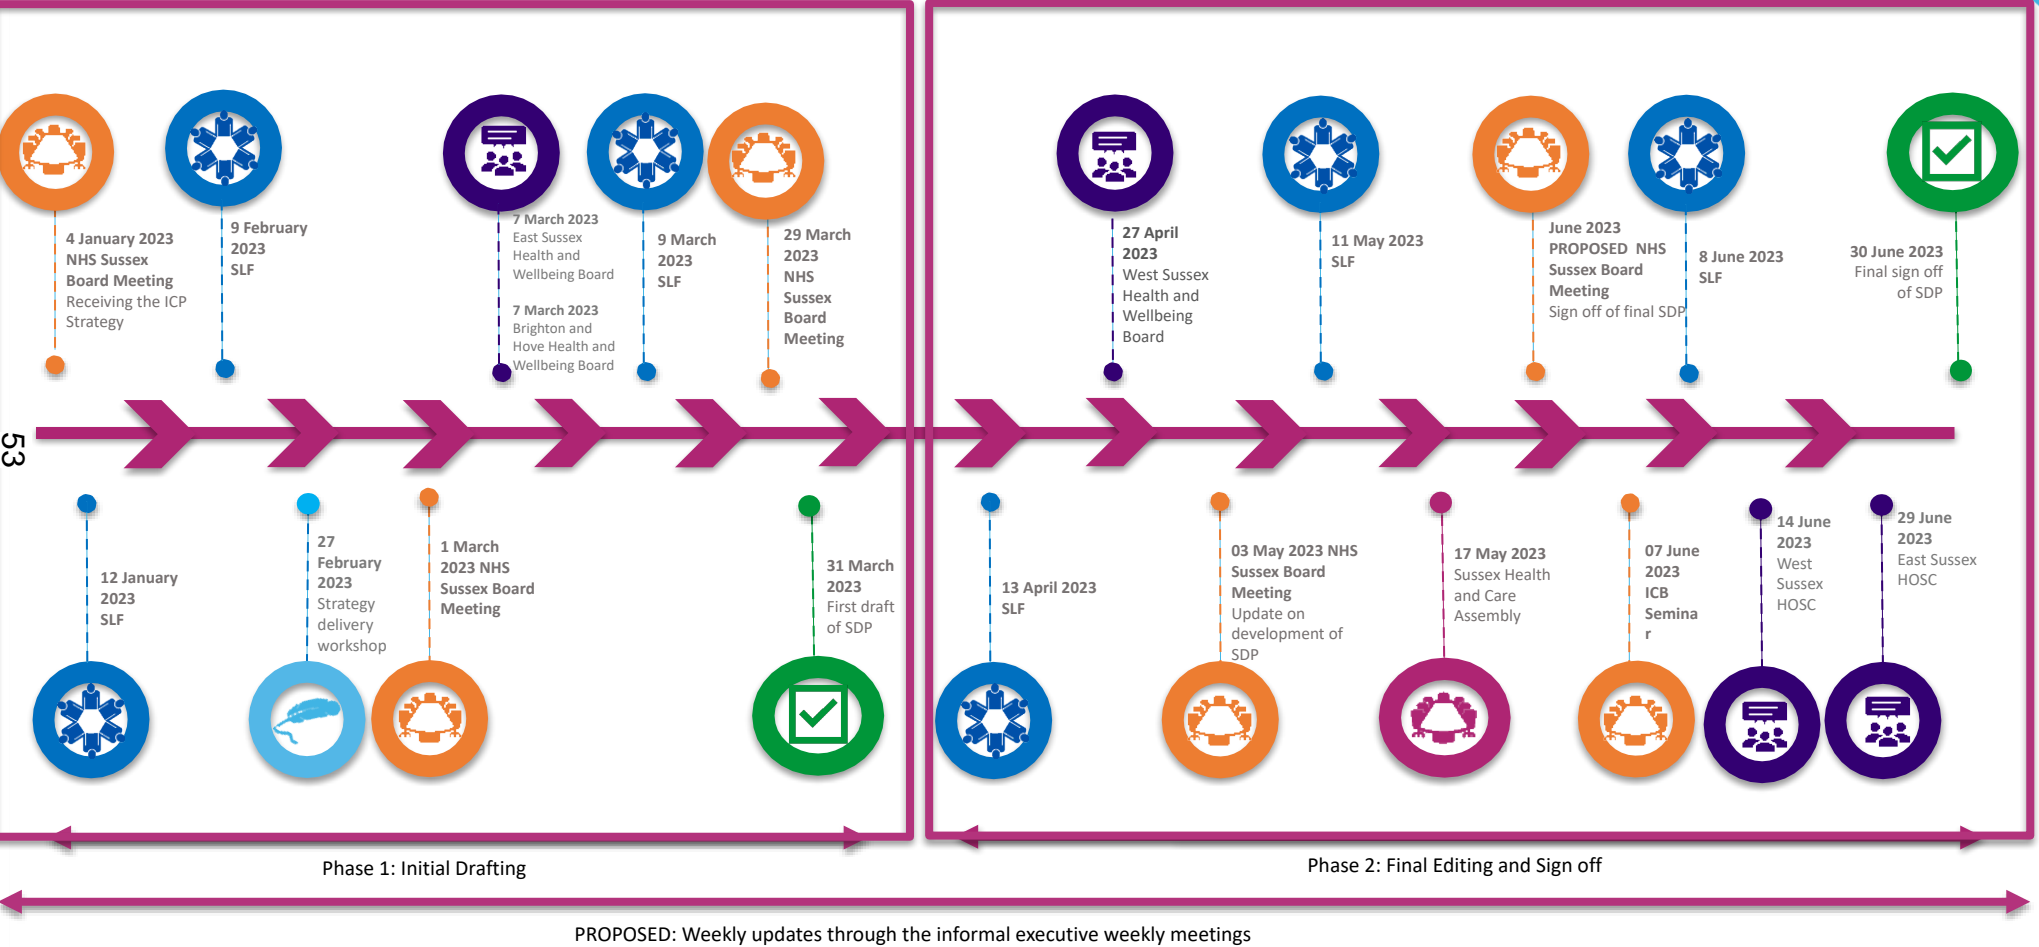 4 January 2023
NHS Sussex
Board Meeting
Receiving the ICP
Strategy
9 February
2023
SLF
7 March 2023
East Sussex
Health and
Wellbeing Board
7 March 2023
Brighton and
Hove Health and
Wellbeing Board
9 March
2023
SLF
29 March
2023
NHS
Sussex
Board
Meeting
27 April
2023
West Sussex
Health and
Wellbeing
Board
11 May 2023
SLF
June 2023
PROPOSED NHS
Sussex Board
Meeting
Sign off of final SDP
8 June 2023
SLF
30 June 2023
Final sign off
of SDP
53
12 January
2023
SLF
27
February
2023
Strategy
delivery
workshop
1 March
2023 NHS
Sussex Board
Meeting
31 March
2023
First draft
of SDP
13 April 2023
SLF
03 May 2023 NHS
Sussex Board
Meeting
Update on
development of
SDP
17 May 2023
Sussex Health
and Care
Assembly
07 June
2023
ICB
Semina
r
14 June
2023
West
Sussex
HOSC
29 June
2023
East Sussex
HOSC
Phase 1: Initial Drafting
Phase 2: Final Editing and Sign off
PROPOSED: Weekly updates through the informal executive weekly meetings